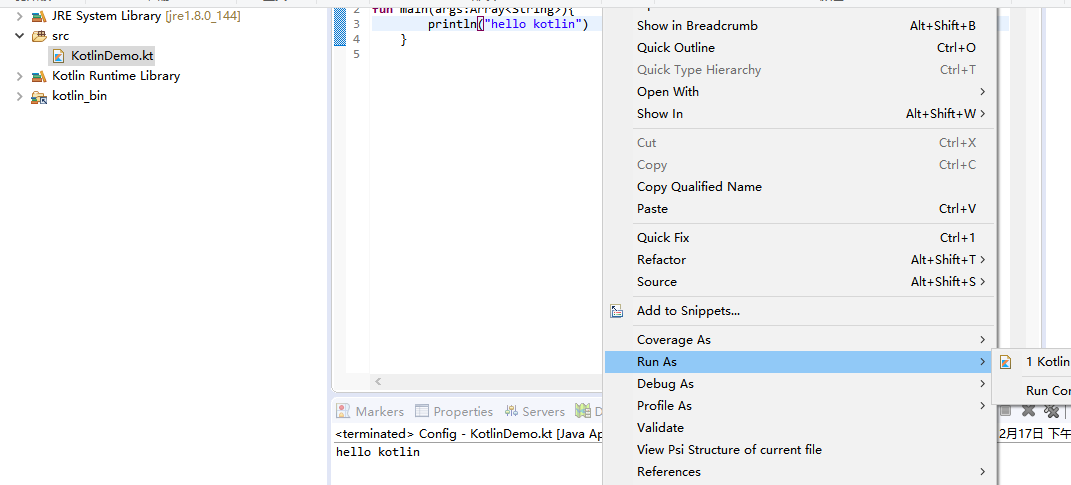 JRE System Library [jre1.8.0_144]
src
KotlinDemo.kt
Kotlin Runtime Library
kotlin_bin
2 fun main(args:Array<String>){
3 println("hello kotlin")
4 }
5
Show in Breadcrumb Alt+Shift+B
Quick Outline Ctrl+O
Quick Type Hierarchy Ctrl+T
Open With
Show In Alt+Shift+W
Cut Ctrl+X
Copy Ctrl+C
Copy Qualified Name
Paste Ctrl+V
Quick Fix Ctrl+1
Refactor Alt+Shift+T
Source Alt+Shift+S
Add to Snippets...
Coverage As
Run As
Debug As
Profile As
Validate
View Psi Structure of current file
References
1 Kotlin
Run Con
Markers Properties Servers D
<terminated> Config - KotlinDemo.kt [Java Ap
2月17日 下午
hello kotlin